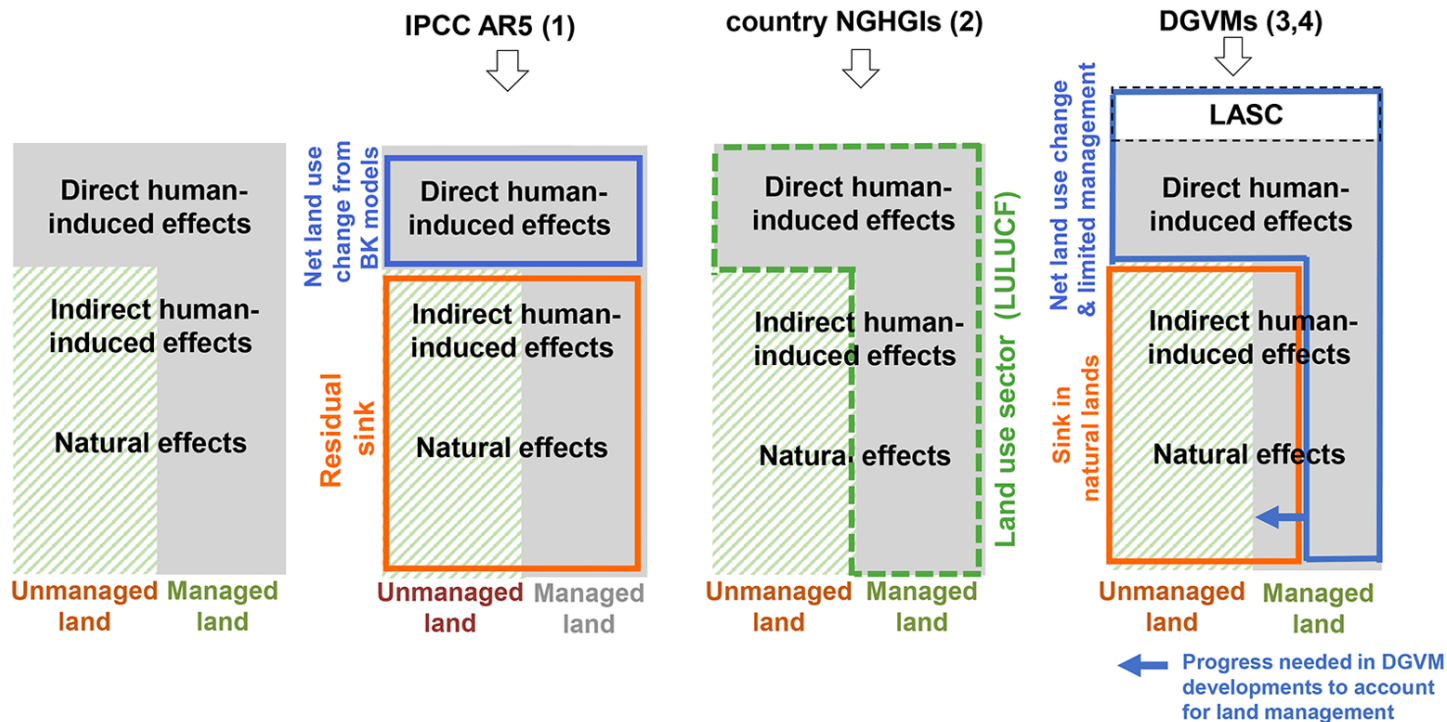 IPCC AR5 (1)
country NGHGIs (2)
DGVMs (3,4)
Direct human-
induced effects
Indirect human-
induced effects
Natural effects
Unmanaged
land
Managed
land
Net land use
change from
BK models
Direct human-
induced effects
Residual
sink
Indirect human-
induced effects
Natural effects
Unmanaged
land
Managed
land
Direct human-
induced effects
Indirect human-
induced effects
Natural effects
Land use sector (LULUCF)
Unmanaged
land
Managed
land
Net land use change
& limited management
LASC
Direct human-
induced effects
Sink in
natural lands
Indirect human-
induced effects
Natural effects
Unmanaged
land
Managed
land
Progress needed in DGVM
developments to account
for land management